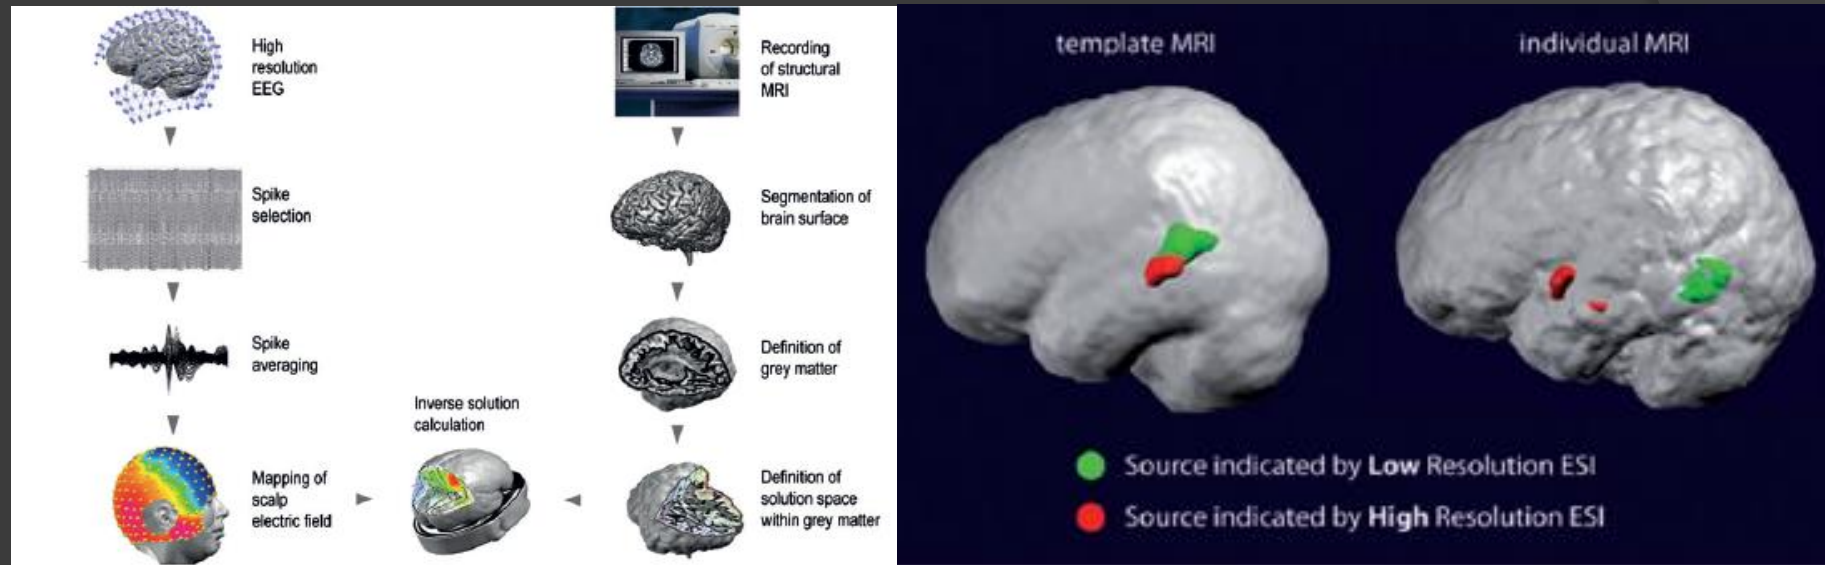 High
resolution
EEG
Spike
selection
Spike
averaging
Mapping of
scalp
electric field
Inverse solution
calculation
Recording
of structural
MRI
Segmentation of
brain surface
Definition of
grey matter
Definition of
solution space
within grey matter
template MRI
individual MRI
Source indicated by Low Resolution ESI
Source indicated by High Resolution ESI